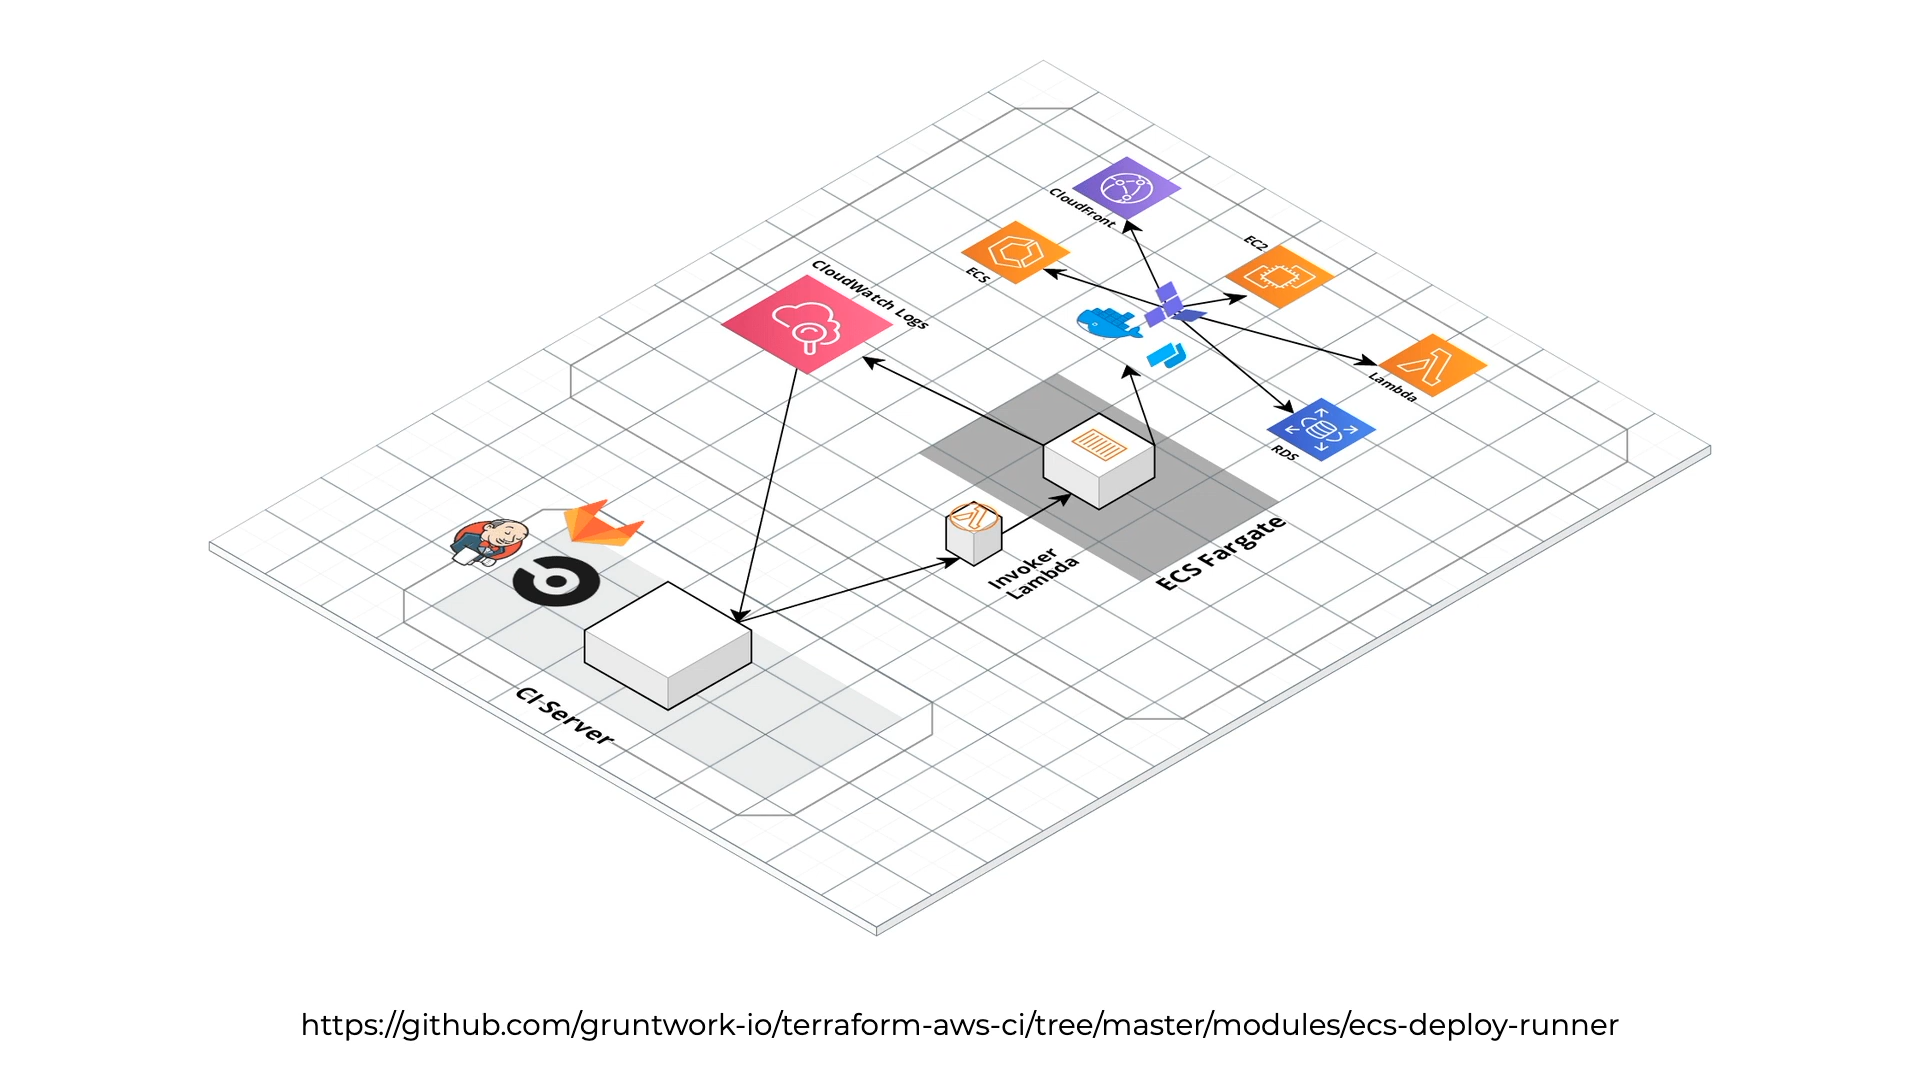 CloudFront
EC2
ECS
CloudWatch Logs
Lambda
RDS
ECS Fargate
Invoker
Lambda
CI Server
https://github.com/gruntwork-io/terraform-aws-ci/tree/master/modules/ecs-deploy-runner